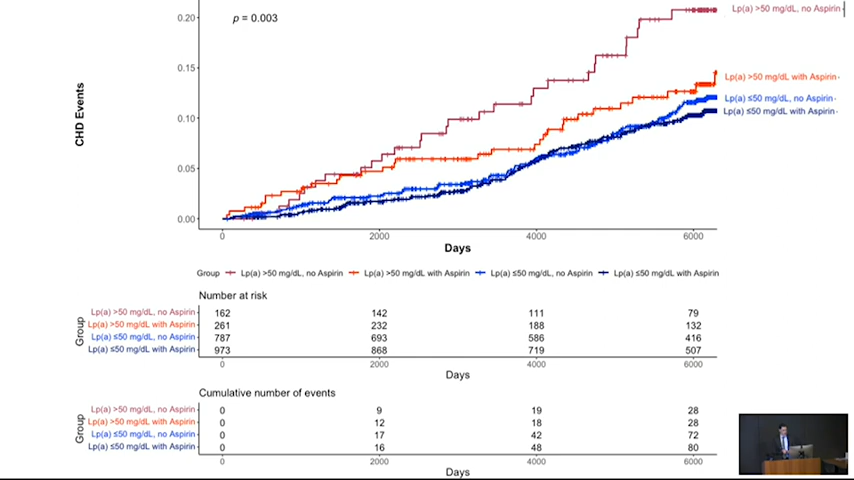 0.20
p = 0.003
Lp(a) >50 mg/dL, no Aspirin
0.15
Lp(a) >50 mg/dL with Aspirin
CHD Events
0.10
Lp(a) ≤50 mg/dL, no Aspirin
Lp(a) ≤50 mg/dL with Aspirin
0.05
0.00
0 2000 4000 6000
Days
Group Lp(a) >50 mg/dL, no Aspirin Lp(a) >50 mg/dL with Aspirin Lp(a) ≤50 mg/dL, no Aspirin Lp(a) ≤50 mg/dL with Aspirin
Number at risk
Group
Lp(a) >50 mg/dL, no Aspirin 162 142 111 79
Lp(a) >50 mg/dL with Aspirin 261 232 188 132
Lp(a) ≤50 mg/dL, no Aspirin 787 693 586 416
Lp(a) ≤50 mg/dL with Aspirin 973 868 719 507
0 2000 4000 6000
Days
Cumulative number of events
Group
Lp(a) >50 mg/dL, no Aspirin 0 9 19 28
Lp(a) >50 mg/dL with Aspirin 0 12 18 28
Lp(a) ≤50 mg/dL, no Aspirin 0 17 42 72
Lp(a) ≤50 mg/dL with Aspirin 0 16 48 80
0 2000 4000 6000
Days